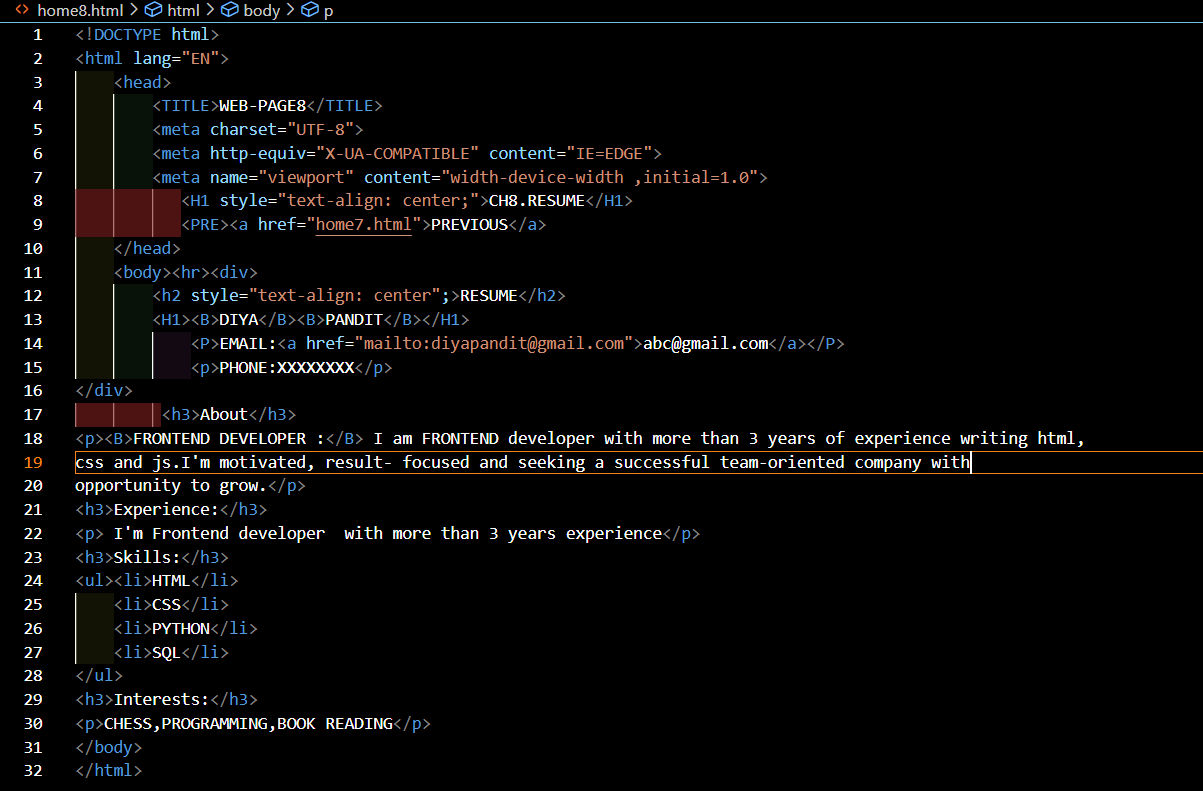 home8.html > html > body > p
1 <!DOCTYPE html>
2 <html lang="EN">
3 <head>
4 <TITLE>WEB-PAGE8</TITLE>
5 <meta charset="UTF-8">
6 <meta http-equiv="X-UA-COMPATIBLE" content="IE=EDGE">
7 <meta name="viewport" content="width-device-width ,initial=1.0">
8 <H1 style="text-align: center;">CH8.RESUME</H1>
9 <PRE><a href="home7.html">PREVIOUS</a>
10 </head>
11 <body><hr><div>
12 <h2 style="text-align: center";>RESUME</h2>
13 <H1><B>DIYA</B><B>PANDIT</B></H1>
14 <P>EMAIL:<a href="mailto:diyapandit@gmail.com">abc@gmail.com</a></P>
15 <p>PHONE:XXXXXXXX</p>
16 </div>
17 <h3>About</h3>
18 <p><B>FRONTEND DEVELOPER :</B> I am FRONTEND developer with more than 3 years of experience writing html,
19 css and js.I'm motivated, result- focused and seeking a successful team-oriented company with
20 opportunity to grow.</p>
21 <h3>Experience:</h3>
22 <p> I'm Frontend developer  with more than 3 years experience</p>
23 <h3>Skills:</h3>
24 <ul><li>HTML</li>
25 <li>CSS</li>
26 <li>PYTHON</li>
27 <li>SQL</li>
28 </ul>
29 <h3>Interests:</h3>
30 <p>CHESS,PROGRAMMING,BOOK READING</p>
31 </body>
32 </html>